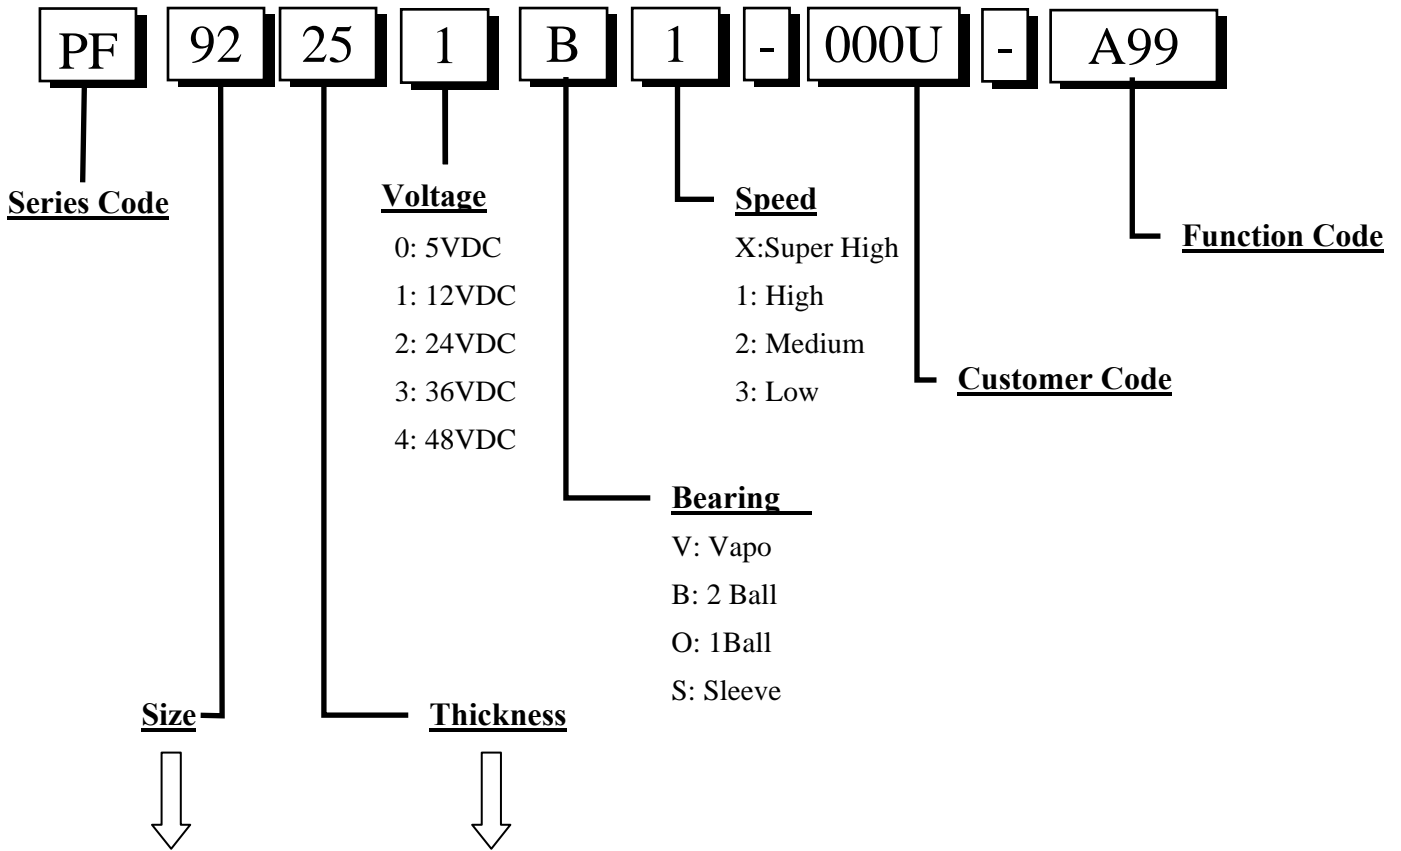 PF 92 25 1 B 1 - 000U - A99
Series Code
Voltage
0: 5VDC
1: 12VDC
2: 24VDC
3: 36VDC
4: 48VDC
Speed
X:Super High
1: High
2: Medium
3: Low
Function Code
Customer Code
Bearing
V: Vapo
B: 2 Ball
O: 1Ball
S: Sleeve
Size
Thickness